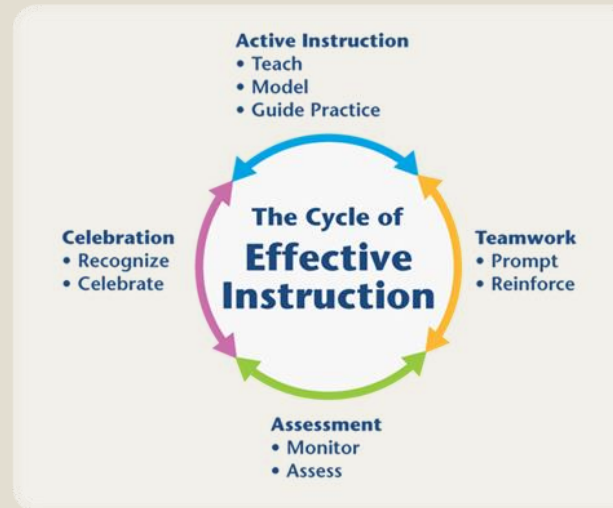 Active Instruction
• Teach
• Model
• Guide Practice
The Cycle of
Effective
Instruction
Celebration
• Recognize
• Celebrate
Teamwork
• Prompt
• Reinforce
Assessment
• Monitor
• Assess